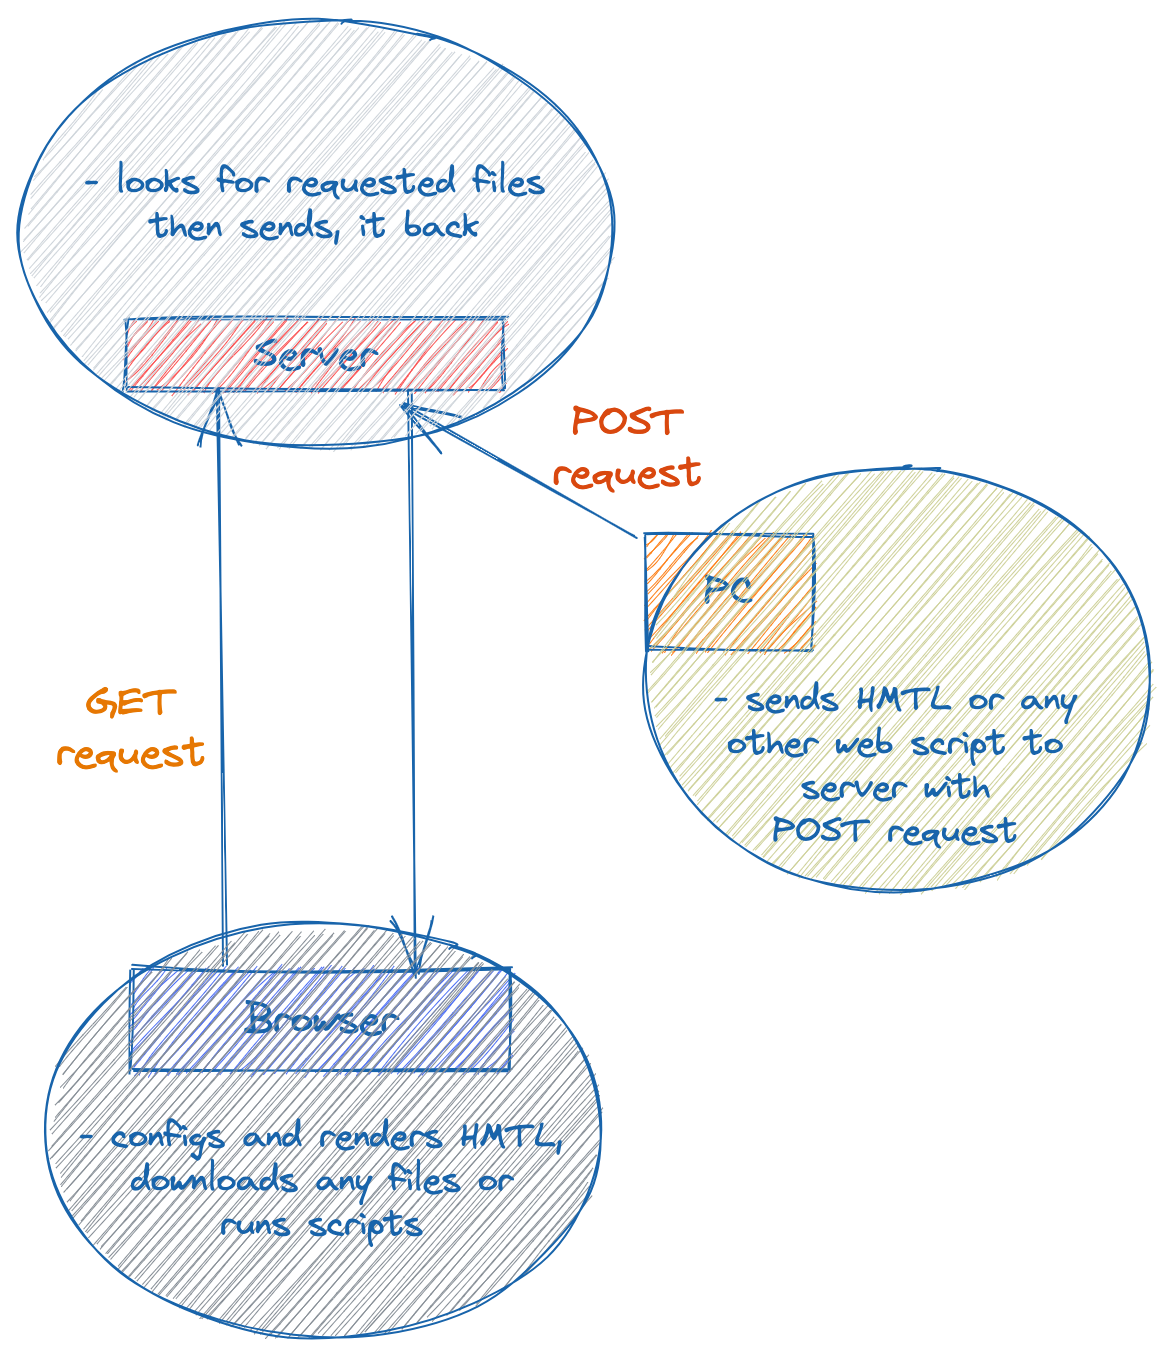 - looks for requested files
then sends, it back
Server
POST
request
PC
- sends HMTL or any
other web script to
server with
POST request
GET
request
Browser
- configs and renders HMTL,
downloads any files or
runs scripts